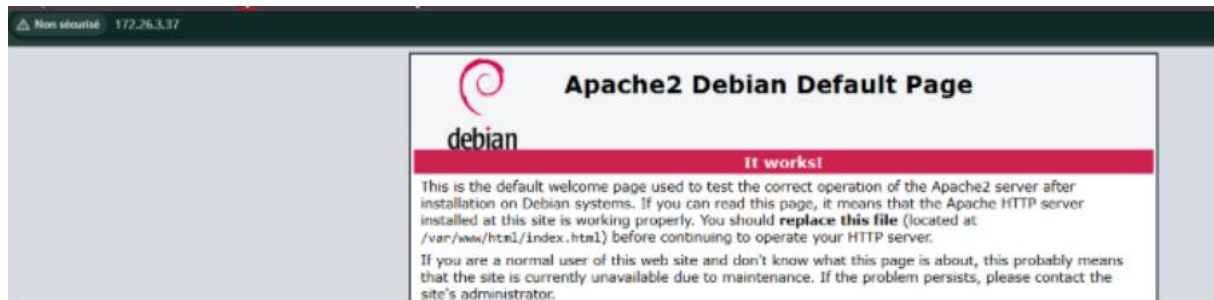 Non sécurisé 172.26.3.37
Apache2 Debian Default Page
debian
It works!
This is the default welcome page used to test the correct operation of the Apache2 server after
installation on Debian systems. If you can read this page, it means that the Apache HTTP server
installed at this site is working properly. You should replace this file (located at
/var/www/html/index.html) before continuing to operate your HTTP server.
If you are a normal user of this web site and don't know what this page is about, this probably means
that the site is currently unavailable due to maintenance. If the problem persists, please contact the
site's administrator.